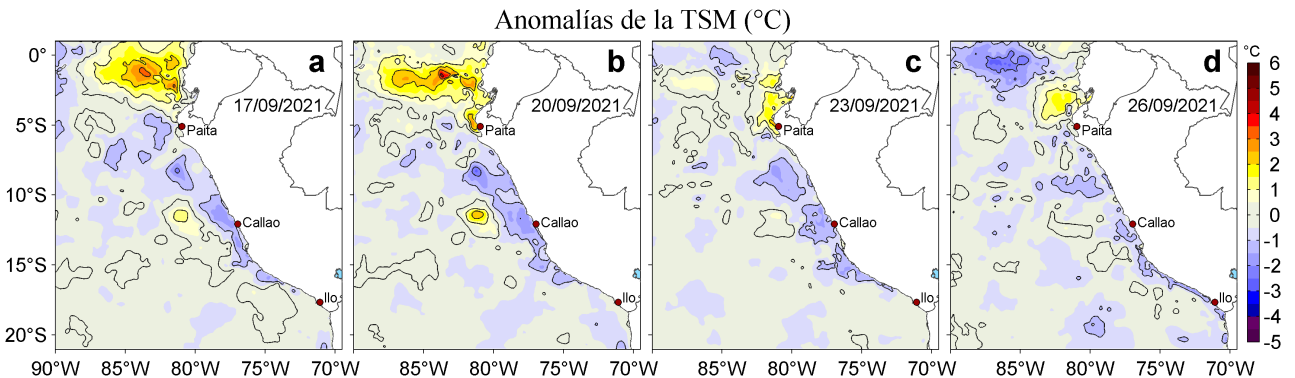 Anomalías de la TSM (°C)
a
17/09/2021
Paita
Callao
Ilo
b
20/09/2021
Paita
Callao
Ilo
c
23/09/2021
Paita
Callao
Ilo
d
26/09/2021
Paita
Callao
Ilo
0°
5°S
10°S
15°S
20°S
90°W 85°W 80°W 75°W
85°W 80°W 75°W
85°W 80°W 75°W
85°W 80°W 75°W 70°W
°C
6
5
4
3
2
1
0
-1
-2
-3
-4
-5